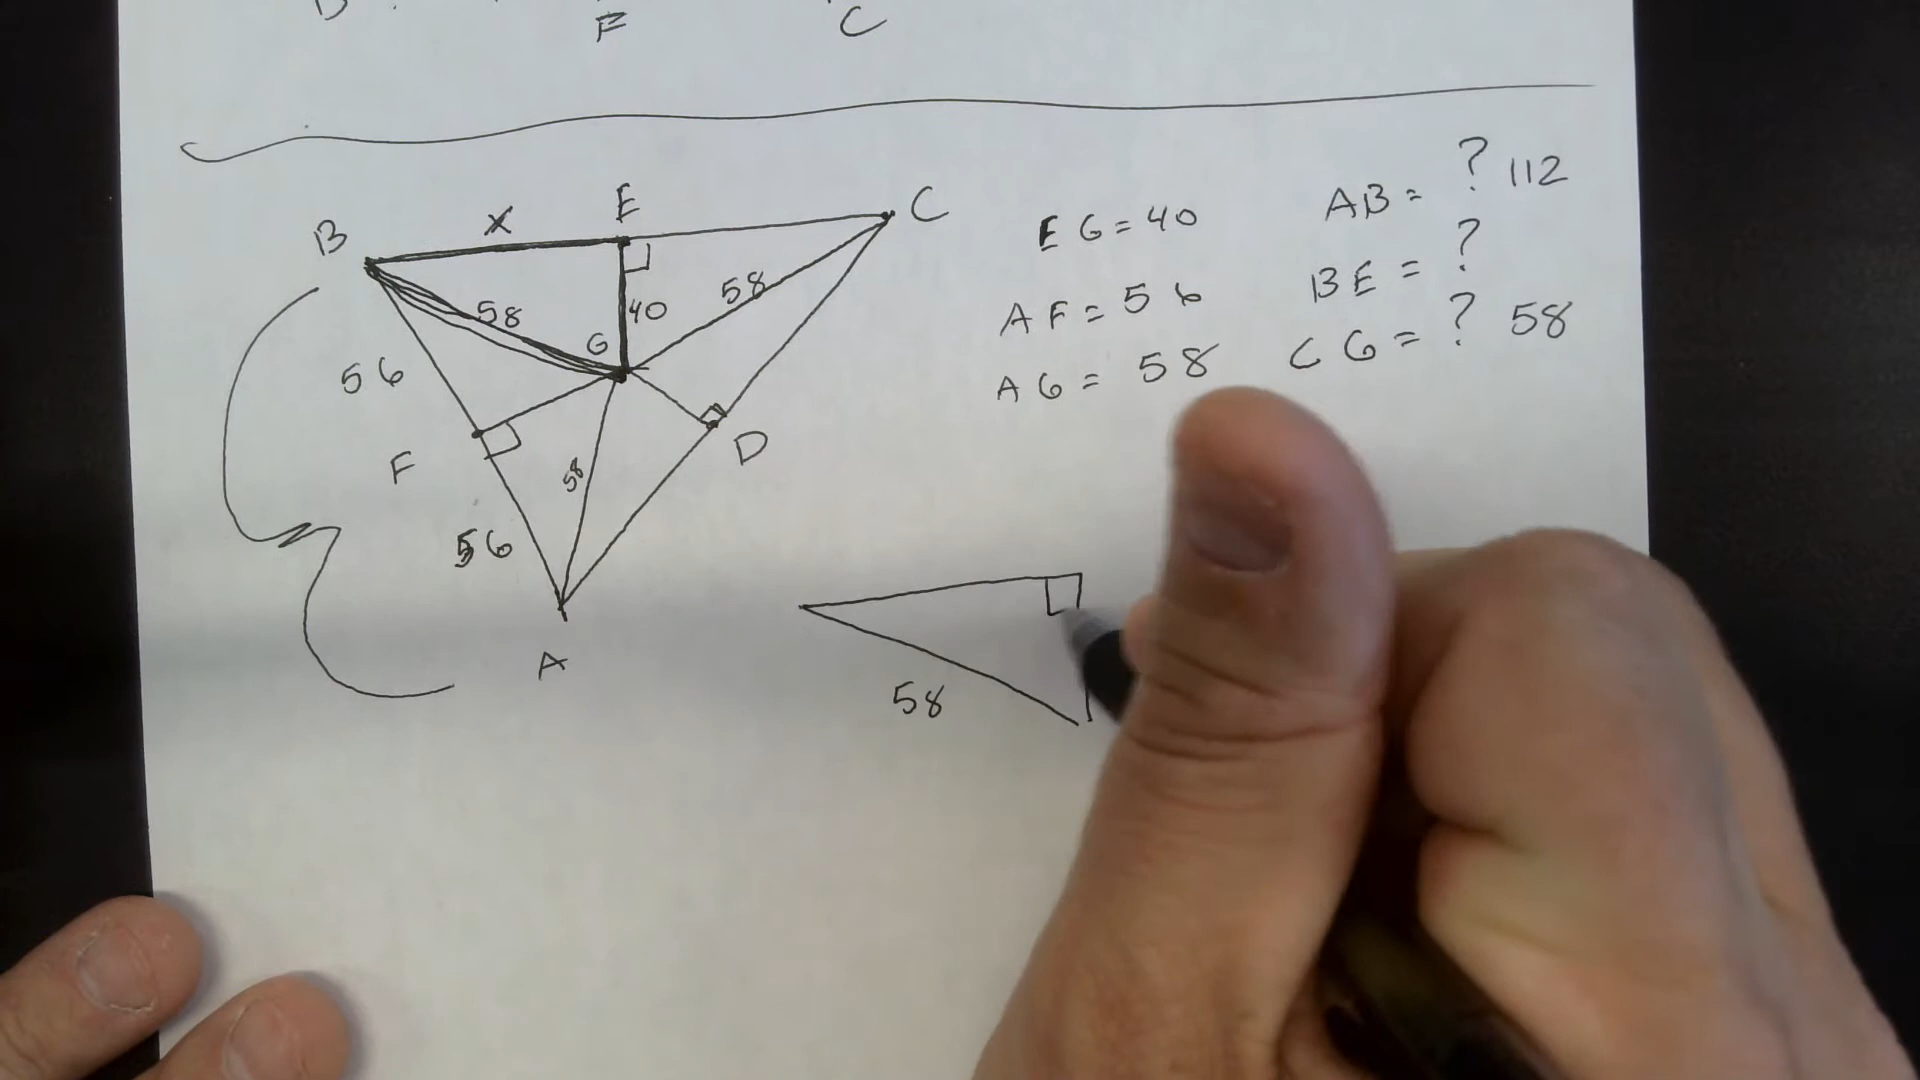 F C
B X E C
58 40 58
G
56
F D
58
56
A
EG = 40
AF = 56
AG = 58
AB = ? 112
BE = ?
CG = ? 58
58